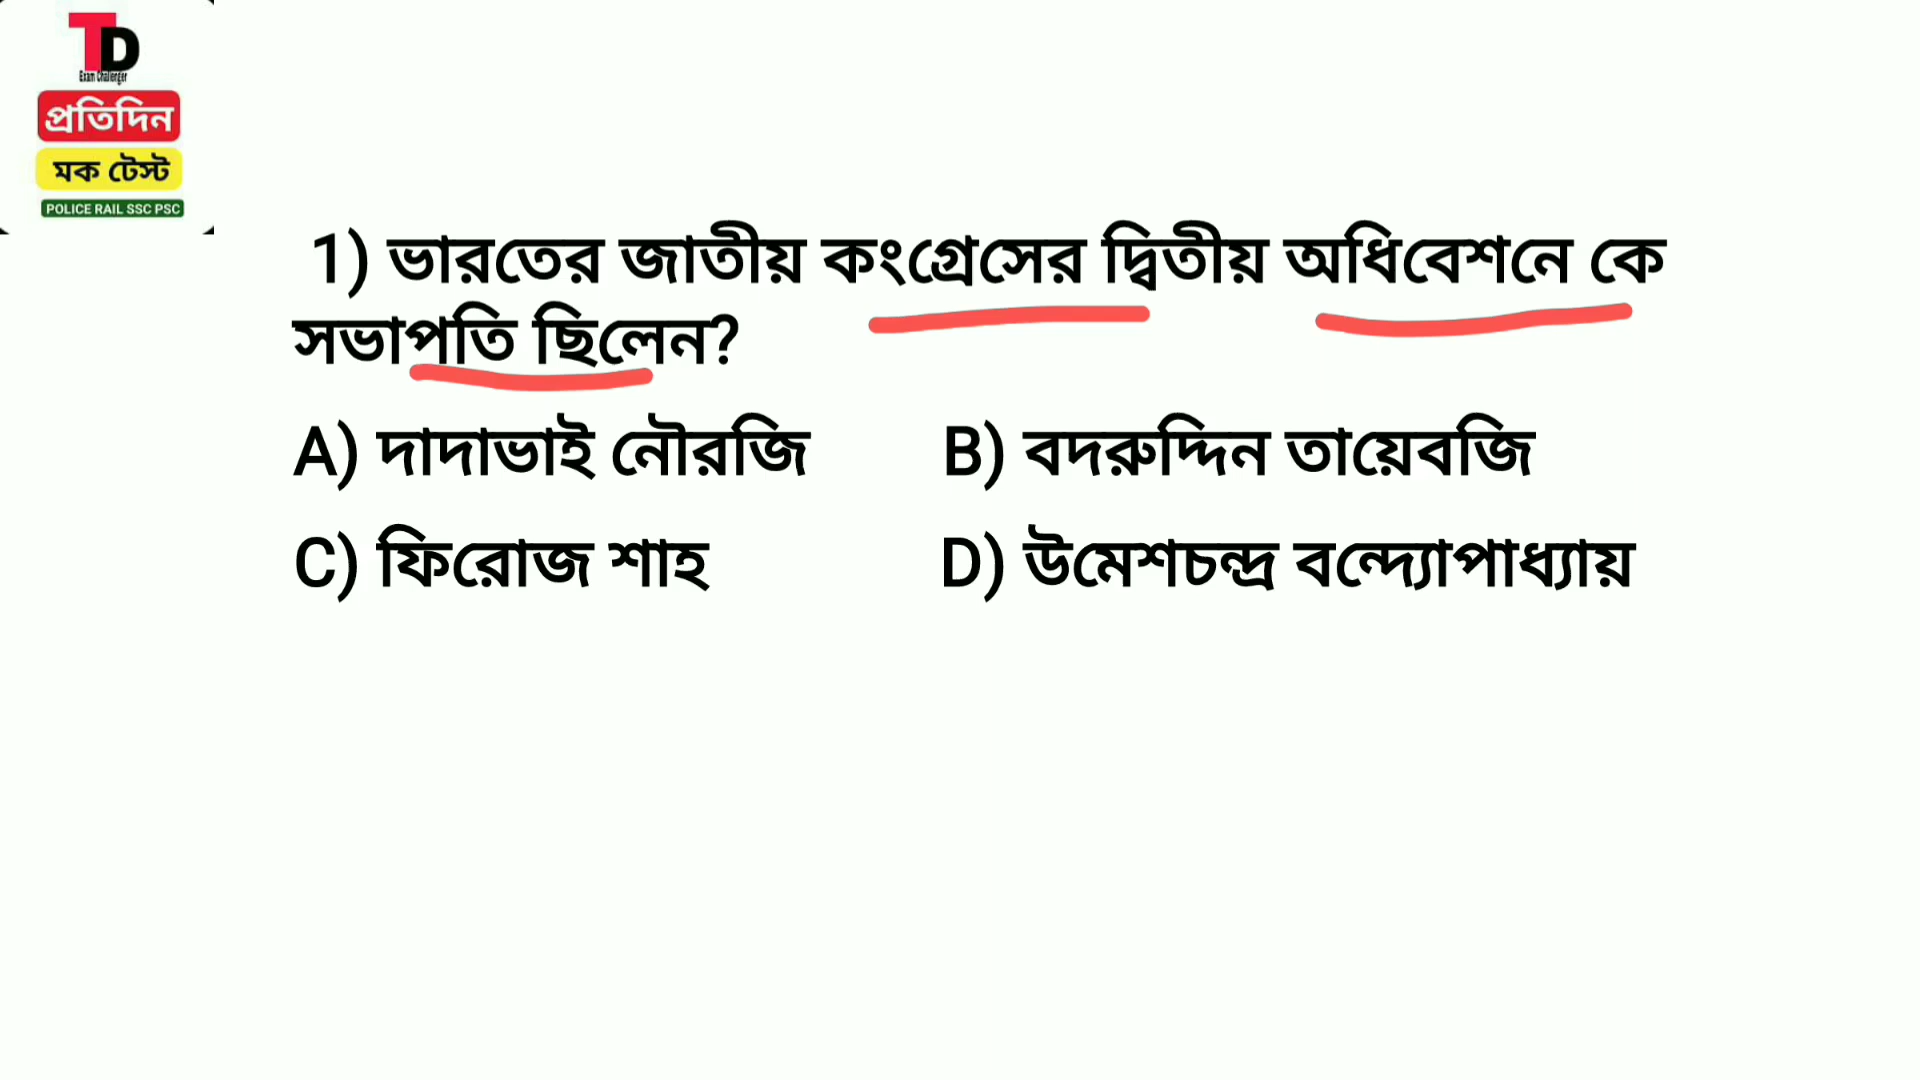 TD
Exam Challenger
প্রতিদিন
মক টেস্ট
POLICE RAIL SSC PSC
1) ভারতের জাতীয় কংগ্রেসের দ্বিতীয় অধিবেশনে কে
সভাপতি ছিলেন?
A) দাদাভাই নৌরজি B) বদরুদ্দিন তায়েবজি
C) ফিরোজ শাহ D) উমেশচন্দ্র বন্দ্যোপাধ্যায়